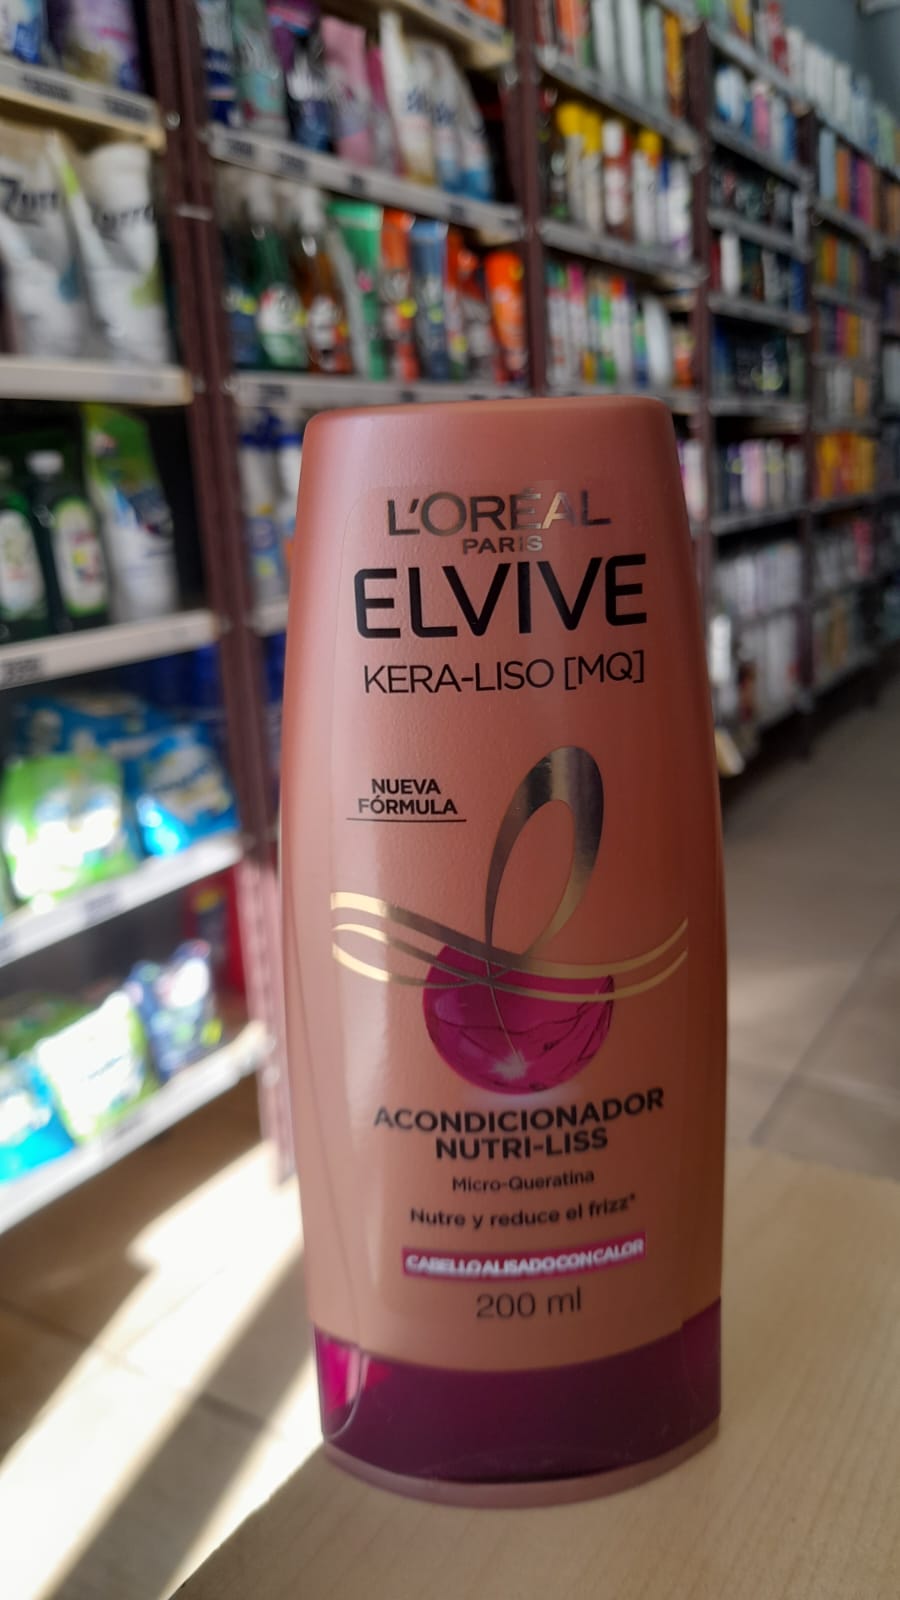 L'ORÉAL
PARIS
ELVIVE
KERA-LISO [MQ]
NUEVA
FÓRMULA
ACONDICIONADOR
NUTRI-LISS
Micro-Queratina
Nutre y reduce el frizz*
CABELLO ALISADO CON CALOR
200 ml